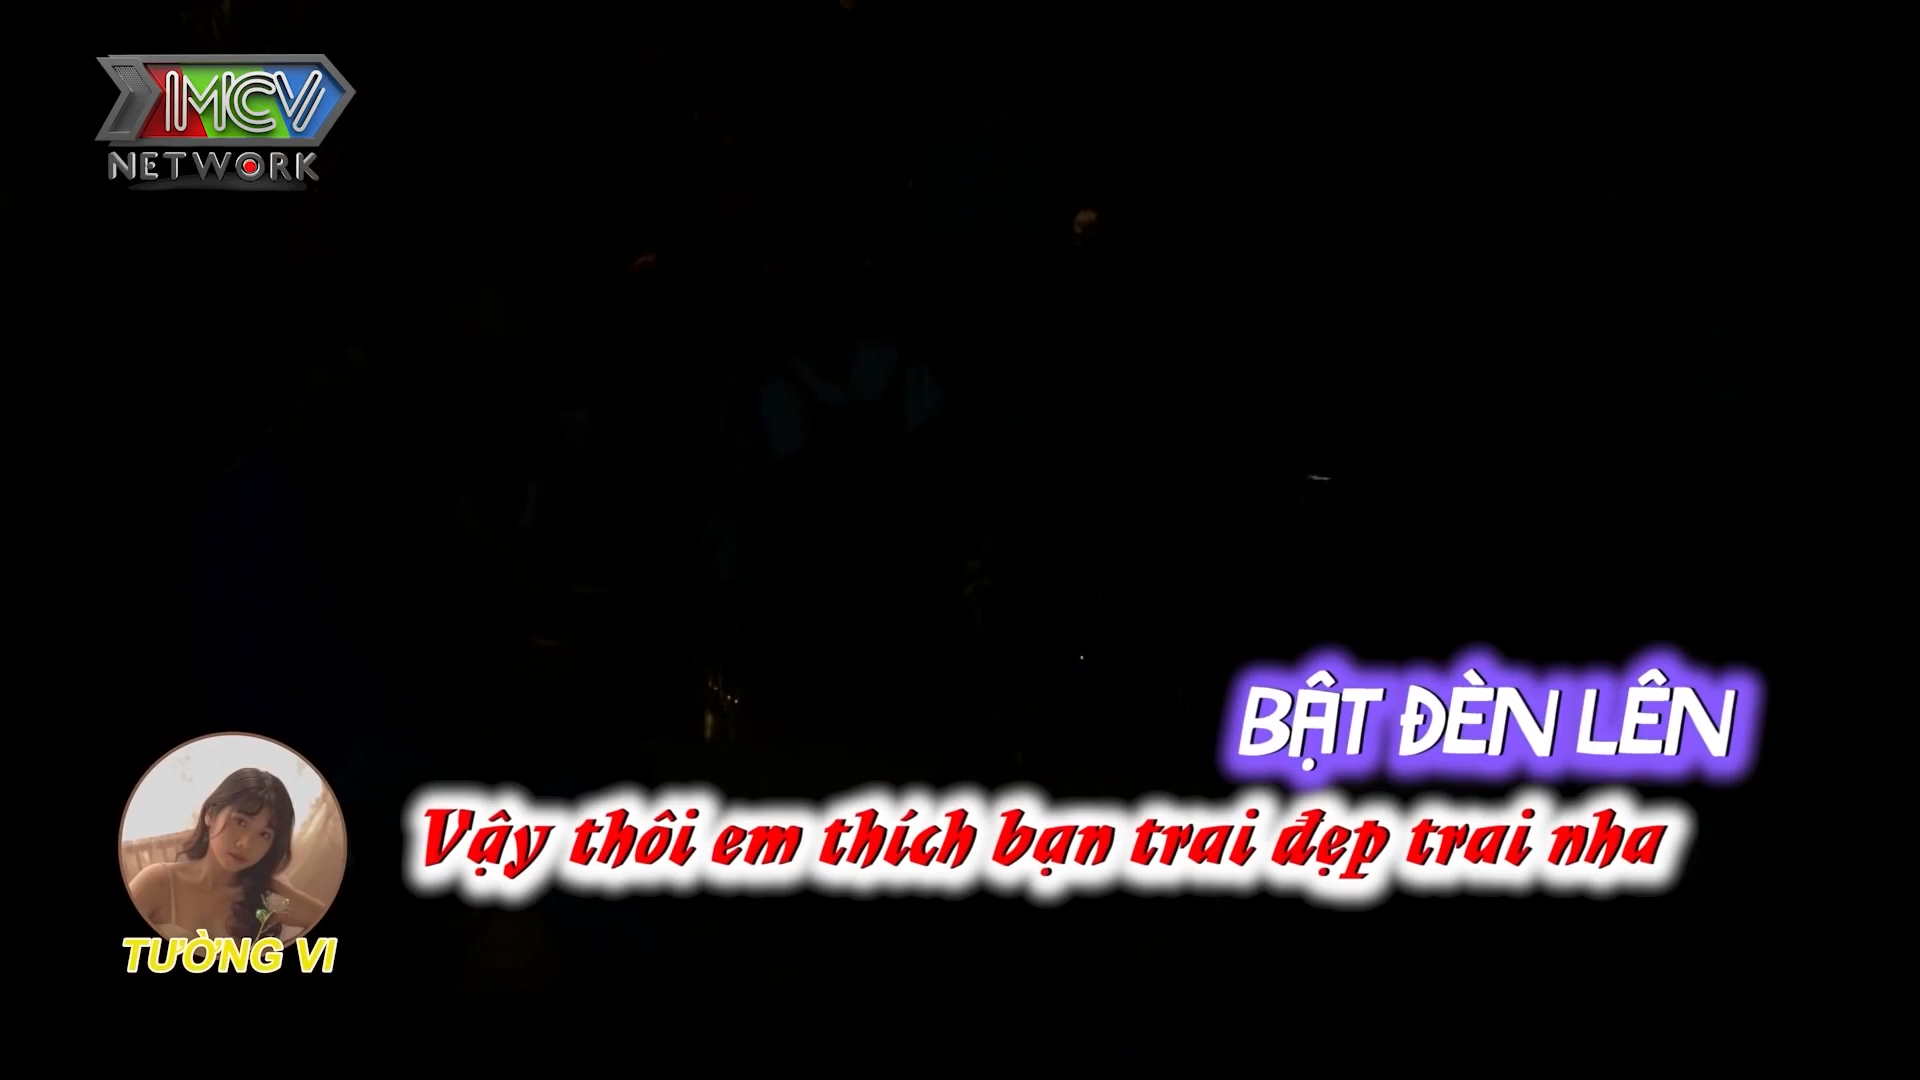 MCV
NETWORK
BẬT ĐÈN LÊN
Vậy thôi em thích bạn trai đẹp trai nha
TƯỜNG VI